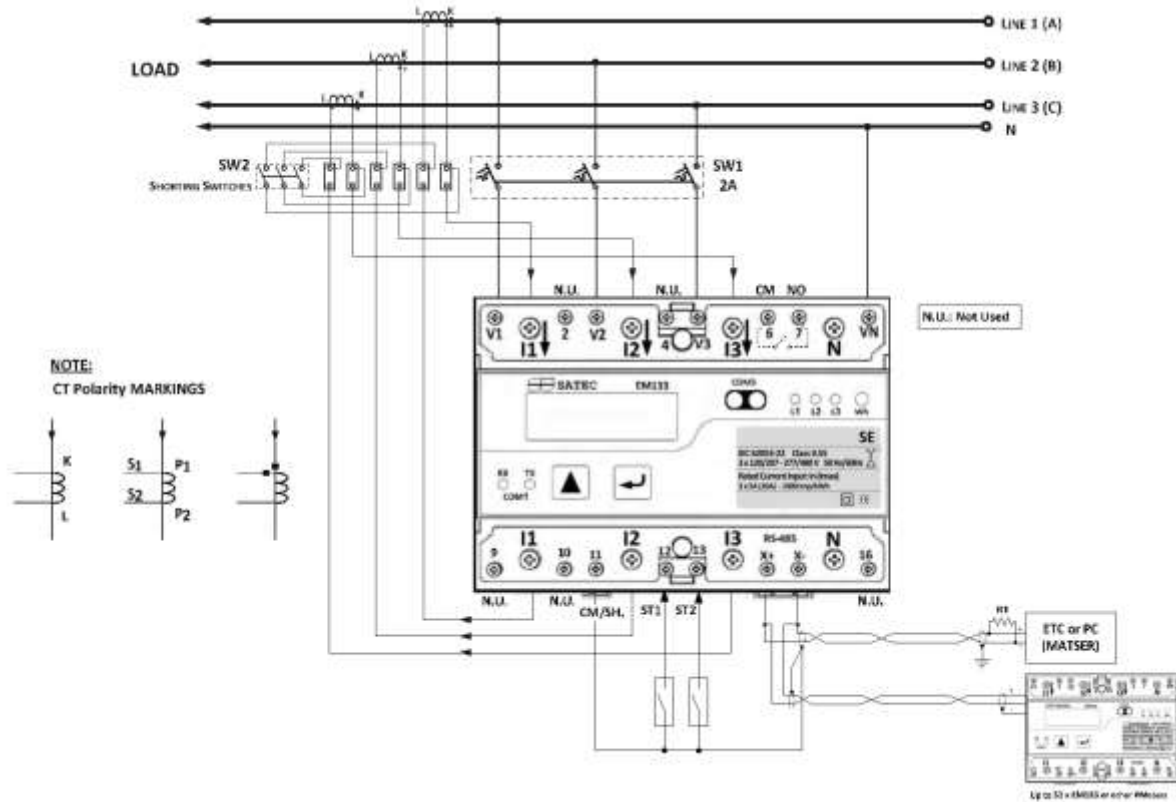 L K
LINE 1 (A)
L K
LOAD
LINE 2 (B)
L K
LINE 3 (C)
N
SW2
SHORTING SWITCHES
SW1
2A
N.U. N.U. CM NO
N.U.: Not Used
V1 I1 2 V2 I2 4 V3 I3 6 7 N VN
NOTE:
CT Polarity MARKINGS
K
L
S1 P1
S2 P2
SATEC EM133
COM3
L1 L2 L3 Wh
SE
RX TX
COM1
I1 I2 I3 RS-485 N
9 10 11 12 13 X+ X- 16
N.U. N.U. CM/SH. ST1 ST2 N.U.
RT
ETC or PC
(MATSER)